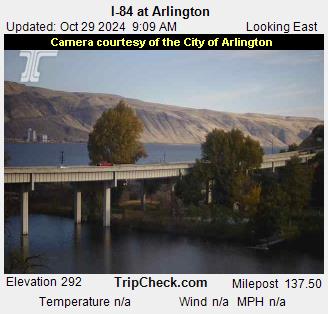 I-84 at Arlington
Updated: Oct 29 2024 9:09 AM Looking East
Camera courtesy of the City of Arlington
Elevation 292 TripCheck.com Milepost 137.50
Temperature n/a Wind n/a MPH n/a